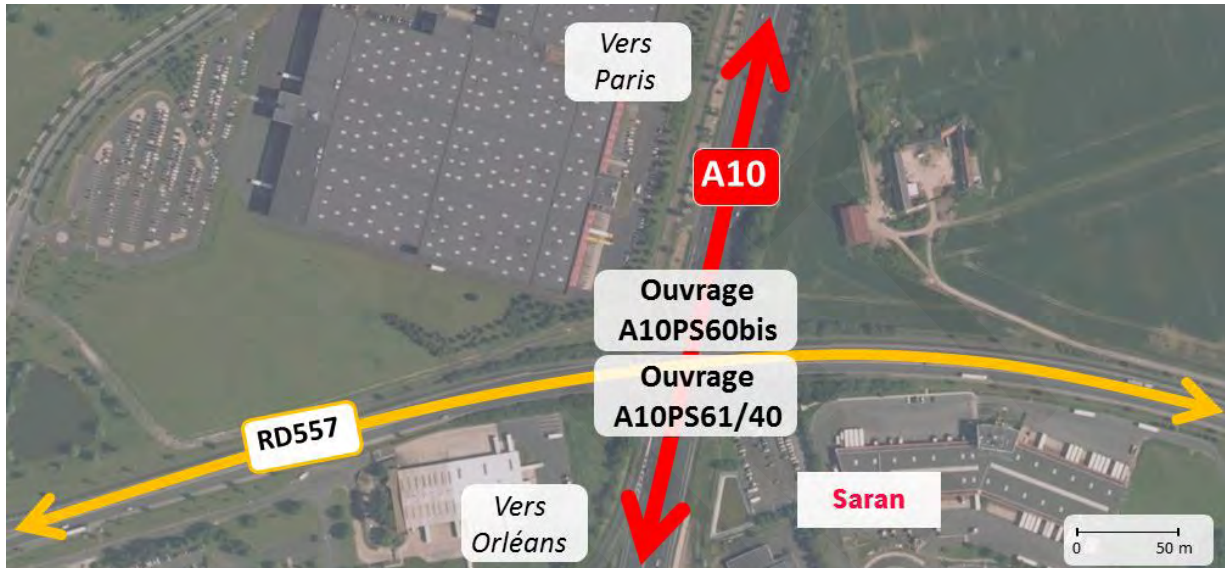 Vers
Paris
A10
Ouvrage
A10PS60bis
Ouvrage
A10PS61/40
RD557
Vers
Orléans
Saran
0 50 m